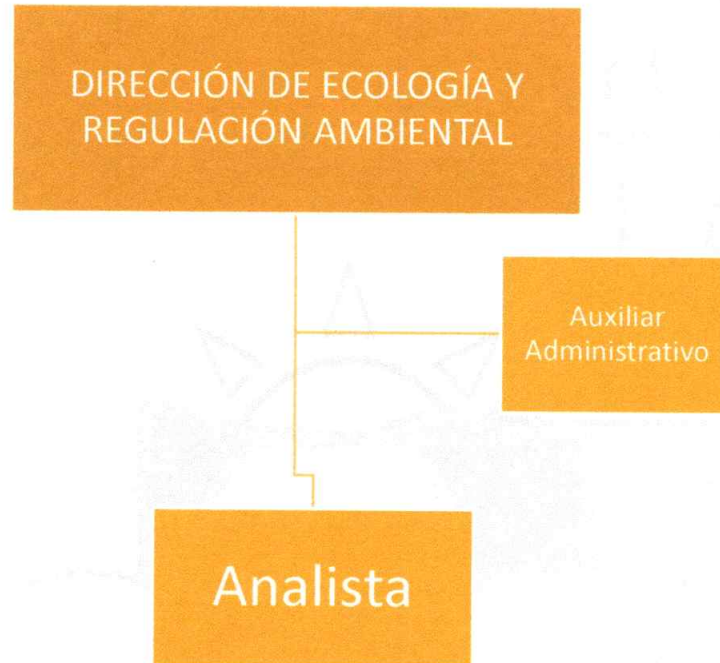 DIRECCIÓN DE ECOLOGÍA Y
REGULACIÓN AMBIENTAL
Auxiliar
Administrativo
Analista